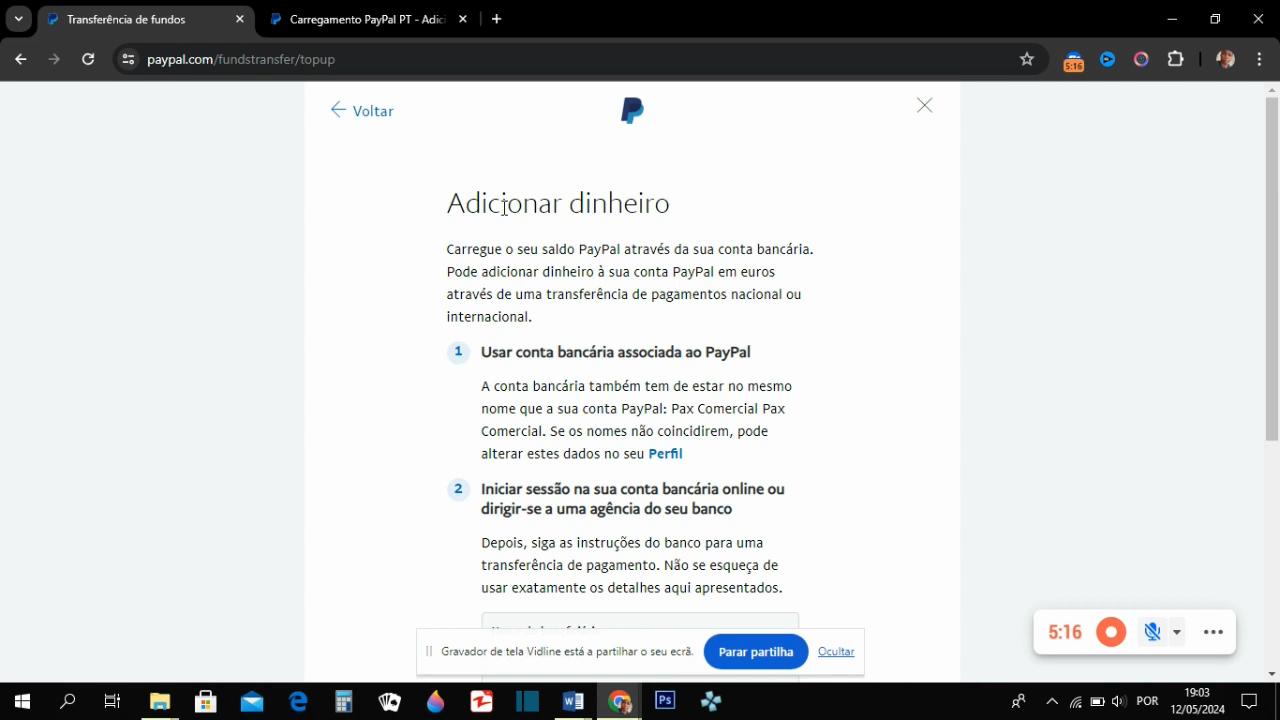 Transferência de fundos
Carregamento PayPal PT - Adici
paypal.com/fundstransfer/topup
5:16
Voltar
Adicionar dinheiro
Carregue o seu saldo PayPal através da sua conta bancária.
Pode adicionar dinheiro à sua conta PayPal em euros
através de uma transferência de pagamentos nacional ou
internacional.
1 Usar conta bancária associada ao PayPal
A conta bancária também tem de estar no mesmo
nome que a sua conta PayPal: Pax Comercial Pax
Comercial. Se os nomes não coincidirem, pode
alterar estes dados no seu Perfil
2 Iniciar sessão na sua conta bancária online ou
dirigir-se a uma agência do seu banco
Depois, siga as instruções do banco para uma
transferência de pagamento. Não se esqueça de
usar exatamente os detalhes aqui apresentados.
Gravador de tela Vidline está a partilhar o seu ecrã.
Parar partilha
Ocultar
5:16
Ps
POR
19:03
12/05/2024